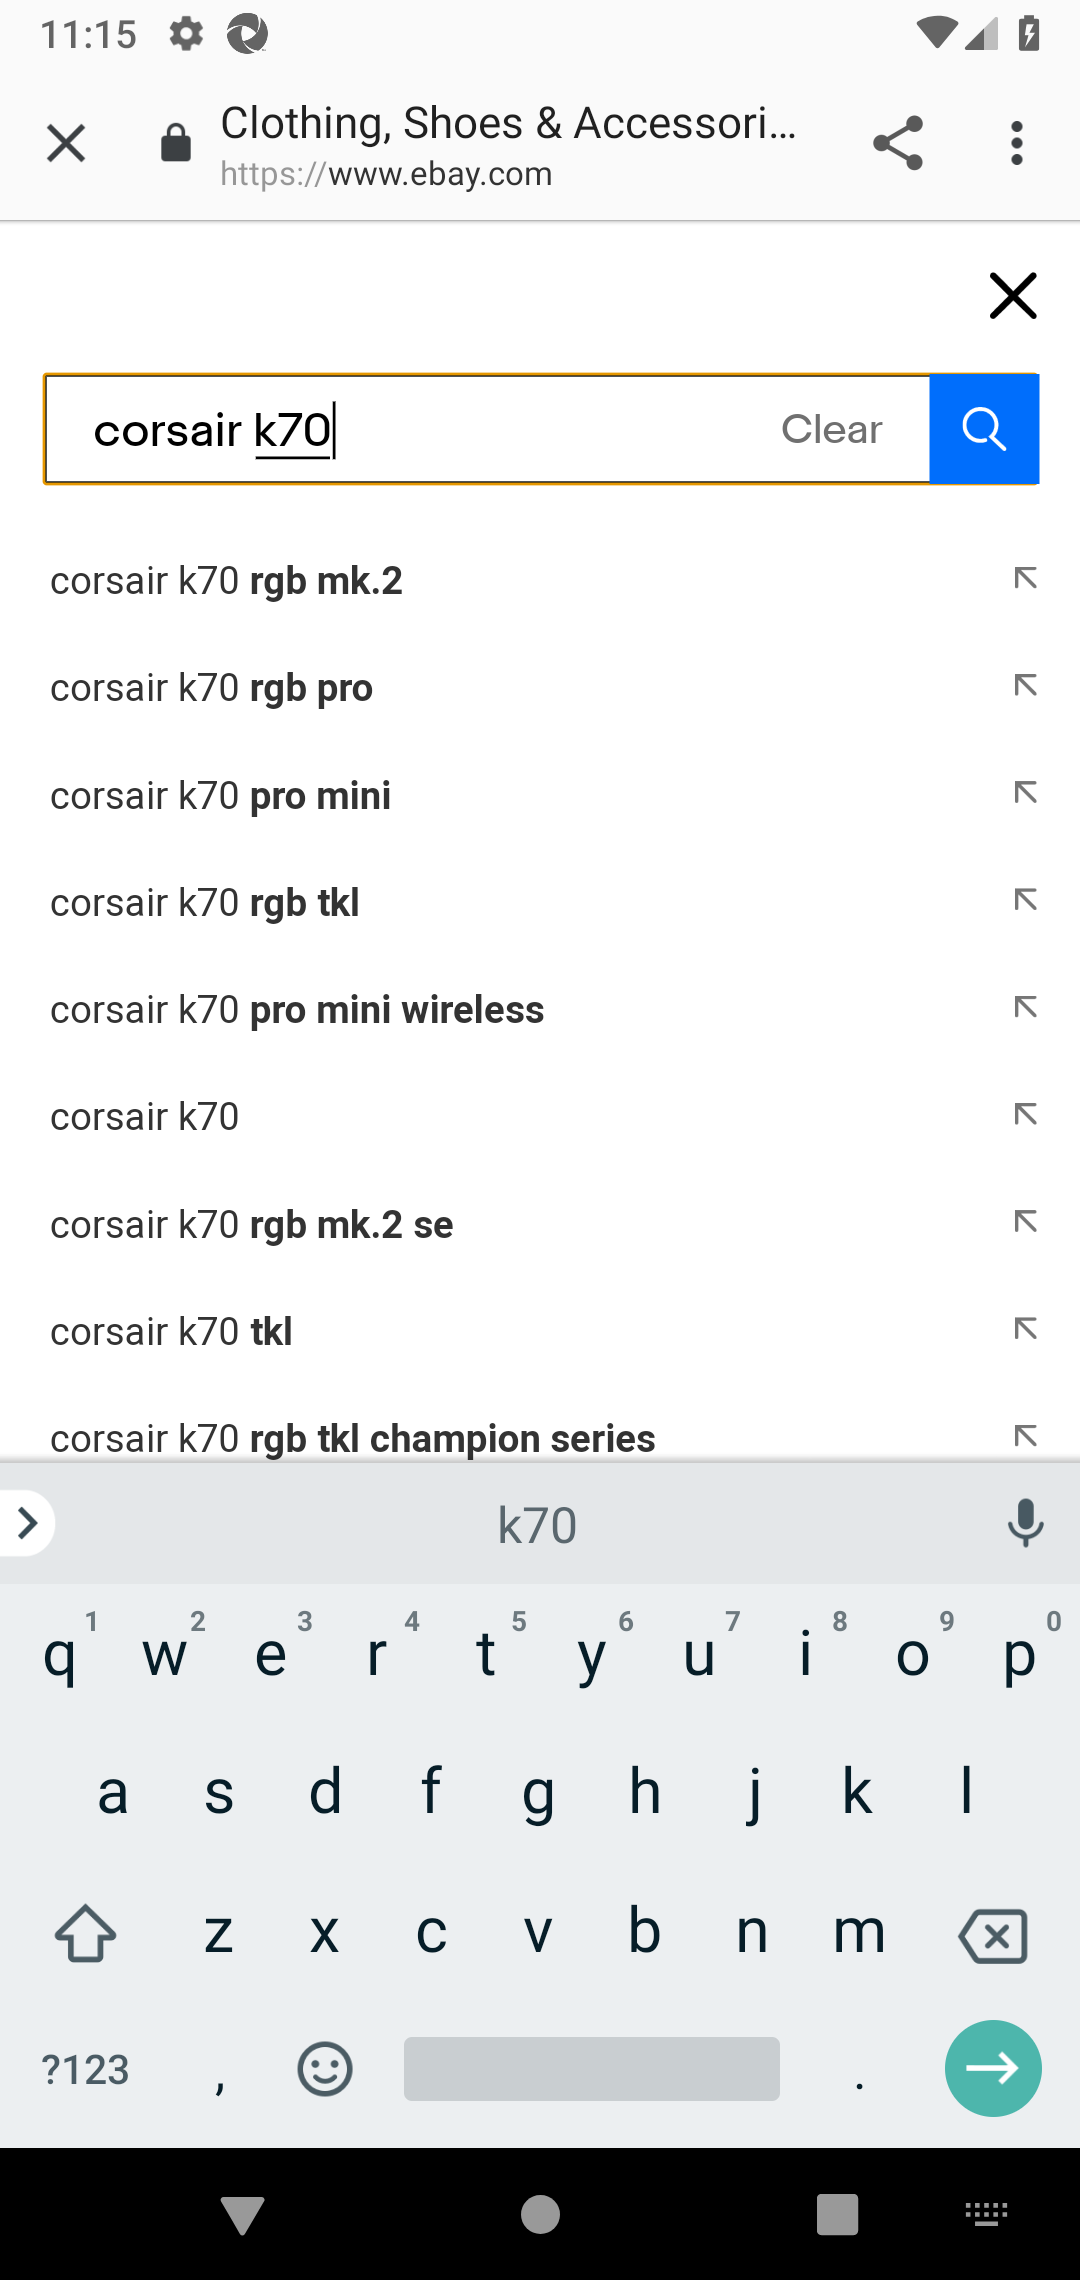 11:15
Clothing, Shoes & Accessori...
https://www.ebay.com
corsair k70 Clear
corsair k70 rgb mk.2
corsair k70 rgb pro
corsair k70 pro mini
corsair k70 rgb tkl
corsair k70 pro mini wireless
corsair k70
corsair k70 rgb mk.2 se
corsair k70 tkl
corsair k70 rgb tkl champion series
k70
1 2 3 4 5 6 7 8 9 0
q w e r t y u i o p
a s d f g h j k l
z x c v b n m
?123 , .